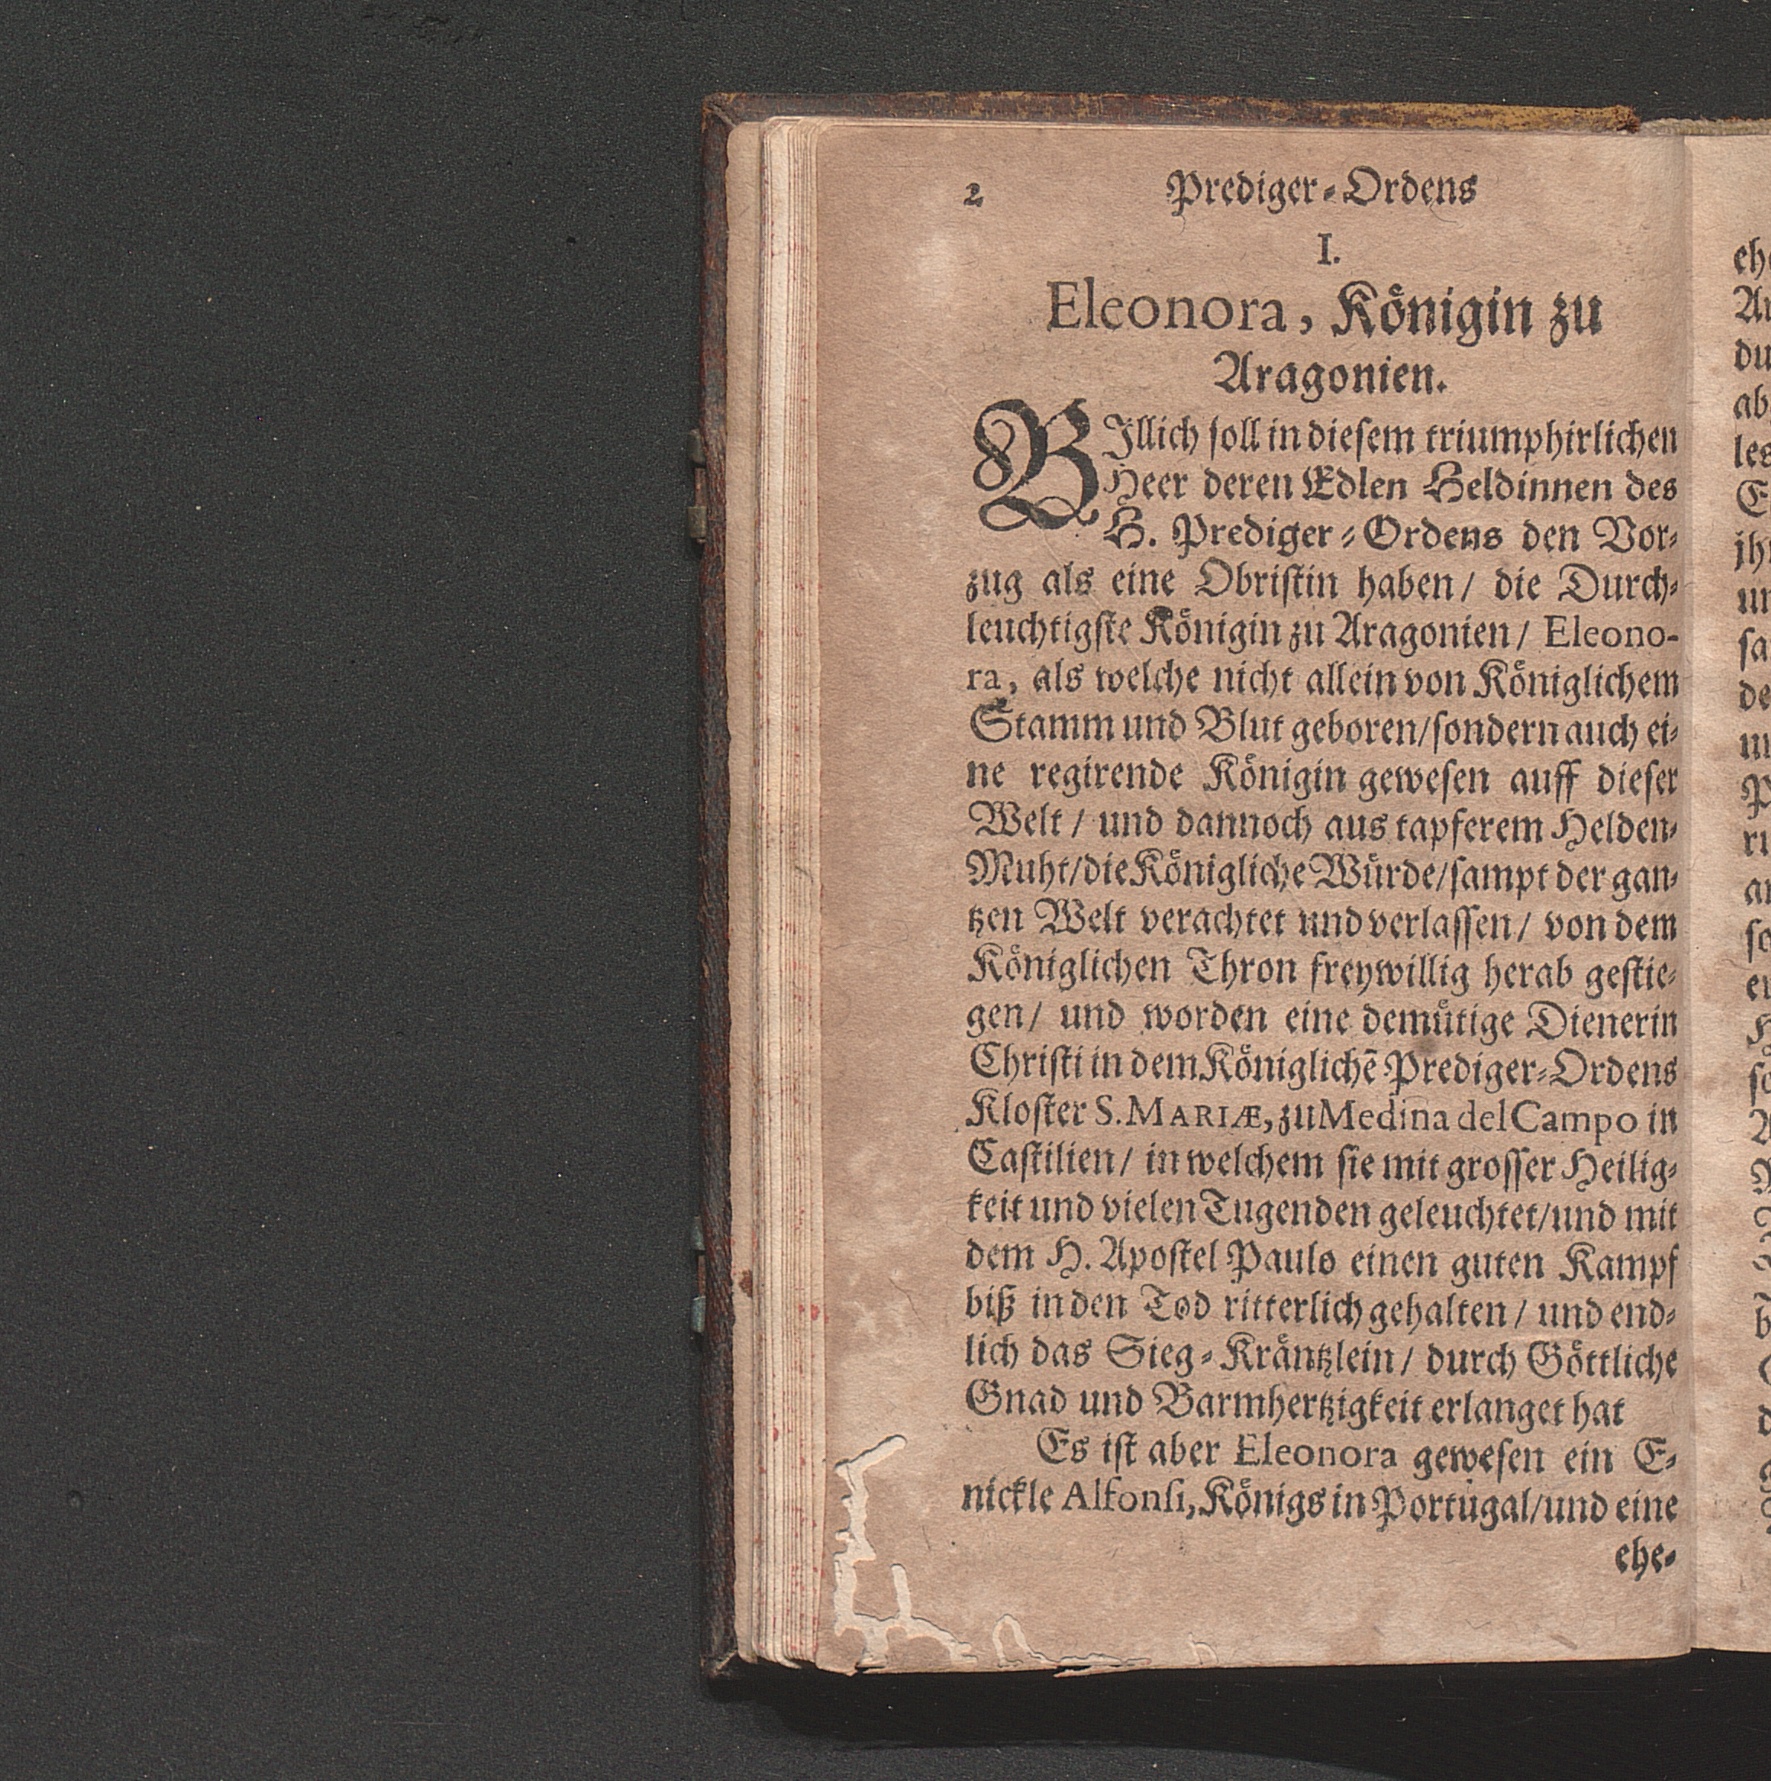 2 Prediger-Ordens
I.
Eleonora, Königin zu
Aragonien.
BJllich soll in diesem triumphirlichen
Heer deren Edlen Heldinnen des
H. Prediger-Ordens den Vor-
zug als eine Obristin haben/ die Durch-
leuchtigste Königin zu Aragonien/ Eleono-
ra, als welche nicht allein von Königlichem
Stamm und Blut geboren/sondern auch ei-
ne regirende Königin gewesen auff dieser
Welt/ und dannoch aus tapferem Helden-
Muht/die Königliche Würde/sampt der gan-
tzen Welt verachtet und verlassen/ von dem
Königlichen Thron freywillig herab gestie-
gen/ und worden eine demütige Dienerin
Christi in dem Königlichē Prediger-Ordens
Kloster S. MARIÆ, zu Medina del Campo in
Castilien/ in welchem sie mit grosser Heilig-
keit und vielen Tugenden geleuchtet/und mit
dem H. Apostel Paulo einen guten Kampf
biß in den Tod ritterlich gehalten/ und end-
lich das Sieg-Kräntzlein/ durch Göttliche
Gnad und Barmhertzigkeit erlanget hat
Es ist aber Eleonora gewesen ein E-
nickle Alfonsi, Königs in Portugal/und eine
ehe-